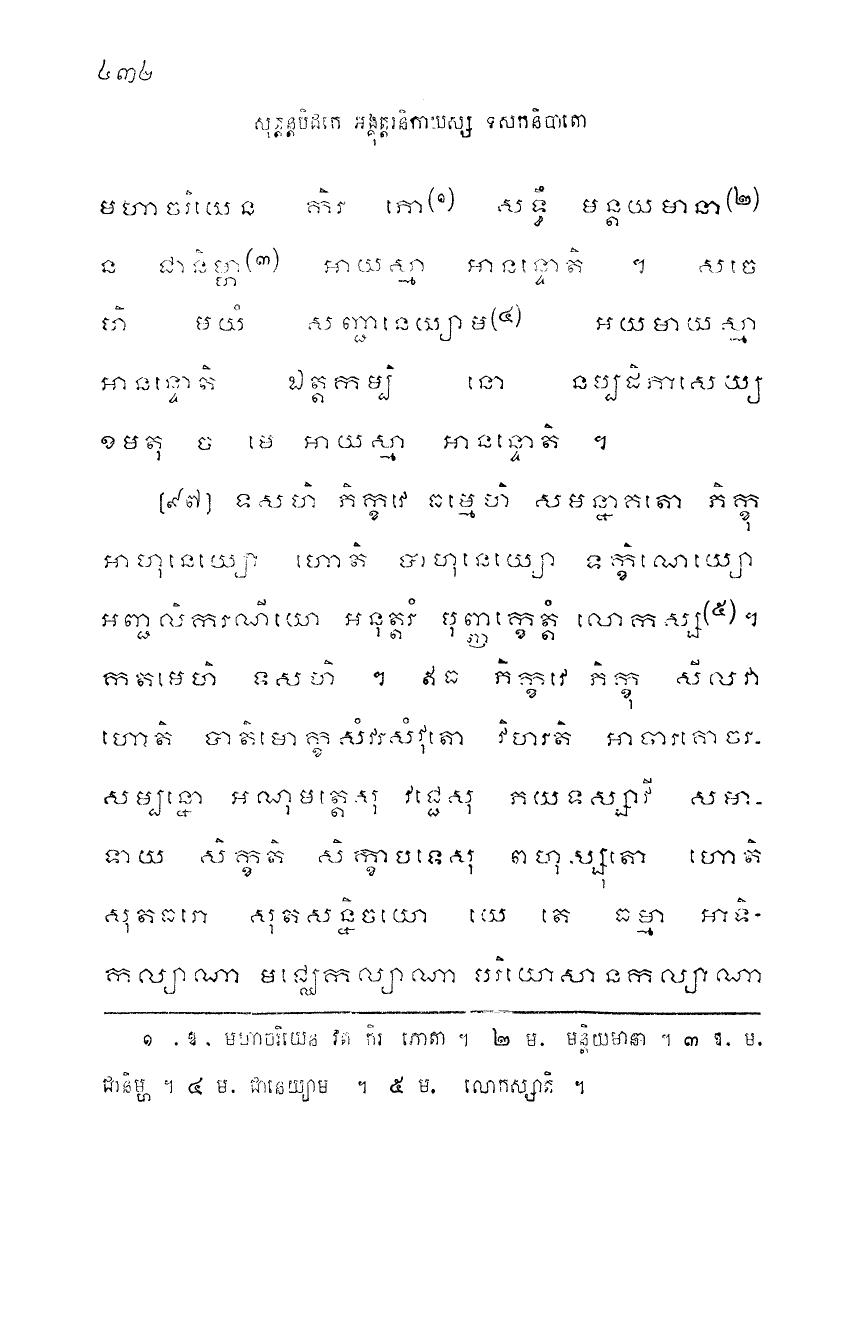 ៤៣២
សុត្តន្តបិដកេ អង្គុត្តរនិកាយស្ស ទសកនិបាតោ
មហាចរិយេន កិរ ភោ(១) សទ្ធឹ មន្តយមានា(២)
ន ជានិម្ហា(៣) អាយស្មា អានន្ទោតិ ។ សចេ
ហិ មយំ សញ្ជានេយ្យាម(៤) អយមាយស្មា
អានន្ទោតិ ឯត្តកម្បិ នោ នប្បដិភាសេយ្យ
ខមតុ ច មេ អាយស្មា អានន្ទោតិ ។
[៩៧] ទសហិ ភិក្ខវេ ធម្មេហិ សមន្នាគតោ ភិក្ខុ
អាហុនេយ្យោ ហោតិ បាហុនេយ្យោ ទក្ខិណេយ្យោ
អញ្ជលិករណីយោ អនុត្តរំ បុញ្ញក្ខេត្តំ លោកស្ស(៥) ។
កតមេហិ ទសហិ ។ ឥធ ភិក្ខវេ ភិក្ខុ សីលវា
ហោតិ បាតិមោក្ខសំវរសំវុតោ វិហរតិ អាចារគោចរ-
សម្បន្នោ អណុមត្តេសុ វជ្ជេសុ ភយទស្សាវី សមា-
ទាយ សិក្ខតិ សិក្ខាបទេសុ ពហុស្សុតោ ហោតិ
សុតធរោ សុតសន្និចយោ យេ តេ ធម្មា អាទិ-
កល្យាណា មជ្ឈេកល្យាណា បរិយោសានកល្យាណា
១ .ឱ. មហាចរិយេន វត កិរ ភោតា ។ ២ ម. មន្តិយមានា ។ ៣ ឱ. ម.
ជានិម្ហ ។ ៤ ម. ជានេយ្យាម ។ ៥ ម. លោកស្សាតិ ។